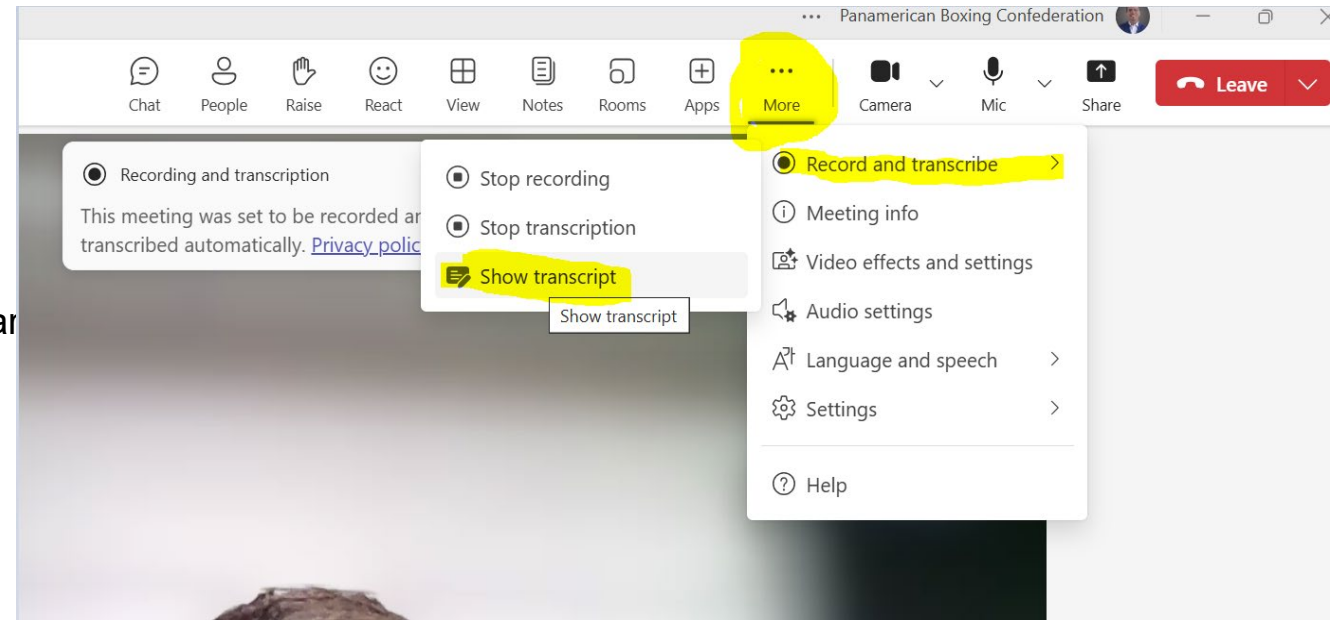 Panamerican Boxing Confederation
Chat People Raise React View Notes Rooms Apps More Camera Mic Share Leave
Recording and transcription
This meeting was set to be recorded
transcribed automatically. Privacy
Stop recording
Stop transcription
Show transcript
Show transcript
Record and transcribe
Meeting info
Video effects and settings
Audio settings
Language and speech
Settings
Help